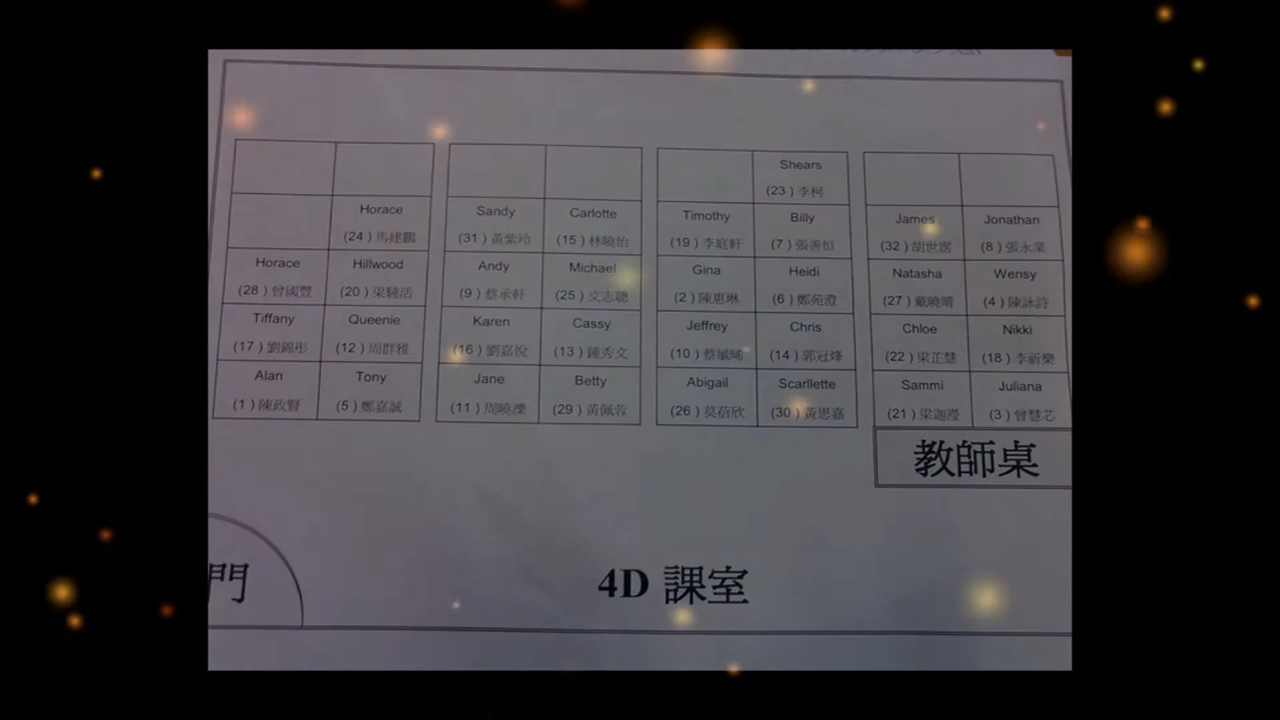 Shears
(23) 李柯
Horace Sandy Carlotte Timothy Billy James Jonathan
(24) 馬建鵬 (31) 黃紫玲 (15) 林曉怡 (19) 李庭軒 (7) 張善恒 (32) 胡世 (8) 張永業
Horace Hillwood Andy Michael Gina Heidi Natasha Wensy
(28) 曾國豐 (20) 梁驍活 (9) 蔡承軒 (25) 文志聰 (2) 陳惠琳 (6) 鄭苑澄 (27) 戴曉晴 (4) 陳詠詩
Tiffany Queenie Karen Cassy Jeffrey Chris Chloe Nikki
(17) 劉錦彤 (12) 周群雅 (16) 劉嘉悅 (13) 鍾秀文 (10) 蔡毓晞 (14) 郭冠烽 (22) 梁芷慧 (18) 李祈樂
Alan Tony Jane Betty Abigail Scarllette Sammi Juliana
(1) 陳政賢 (5) 鄭嘉誠 (11) 周曉濼 (29) 黃佩蓉 (26) 莫蓓欣 (30) 黃思嘉 (21) 梁迦瀅 (3) 曾慧芯
教師桌
門
4D 課室